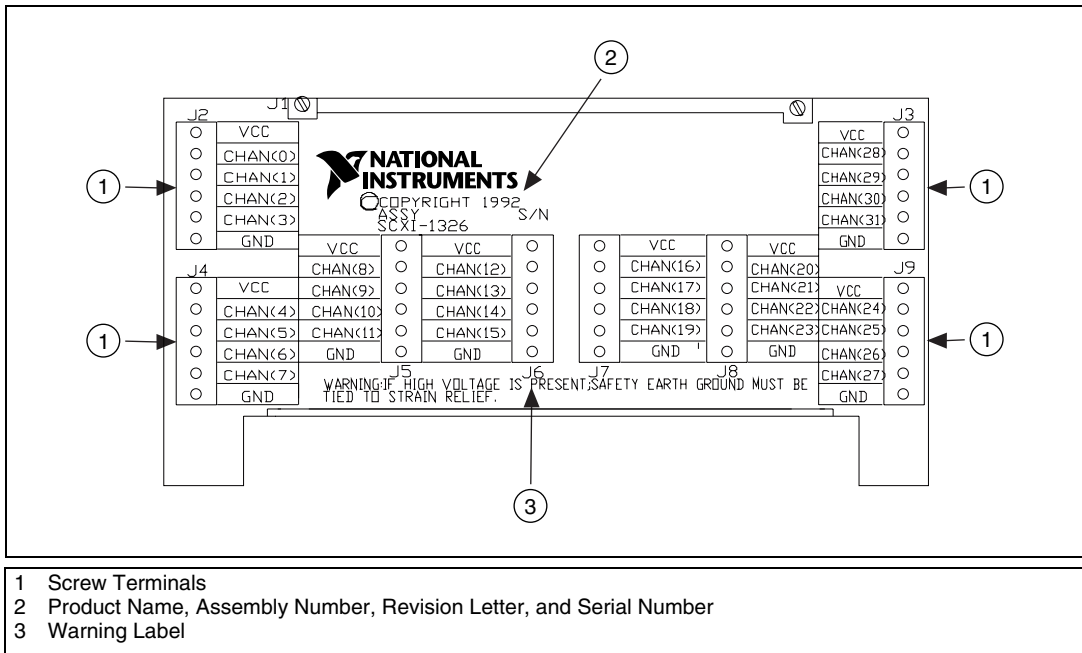 2
J1
J2
VCC
CHAN(0)
CHAN(1)
CHAN(2)
CHAN(3)
GND
1
NATIONAL
INSTRUMENTS
COPYRIGHT 1992
ASSY S/N
SCXI-1326
J3
VCC
CHAN(28)
CHAN(29)
CHAN(30)
CHAN(31)
GND
1
J4
VCC
CHAN(4)
CHAN(5)
CHAN(6)
CHAN(7)
GND
1
VCC
CHAN(8)
CHAN(9)
CHAN(10)
CHAN(11)
GND
J5
VCC
CHAN(12)
CHAN(13)
CHAN(14)
CHAN(15)
GND
J6
J7
VCC
CHAN(16)
CHAN(17)
CHAN(18)
CHAN(19)
GND
J8
VCC
CHAN(20)
CHAN(21)
CHAN(22)
CHAN(23)
GND
J9
VCC
CHAN(24)
CHAN(25)
CHAN(26)
CHAN(27)
GND
1
WARNING:IF HIGH VOLTAGE IS PRESENT;SAFETY EARTH GROUND MUST BE
TIED TO STRAIN RELIEF.
3
1 Screw Terminals
2 Product Name, Assembly Number, Revision Letter, and Serial Number
3 Warning Label